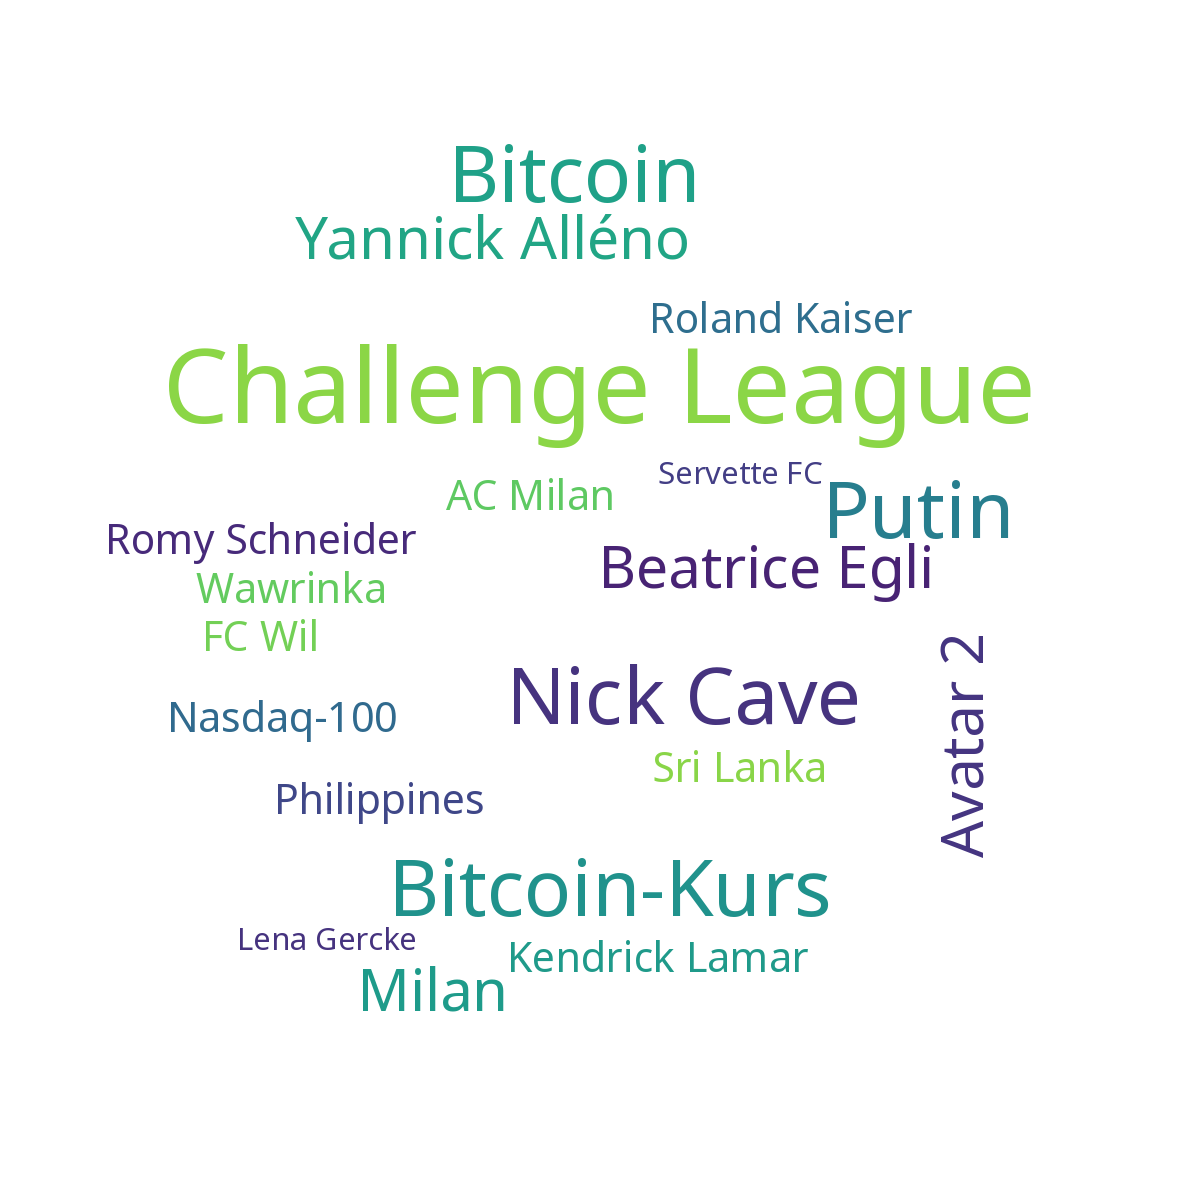 Bitcoin
Yannick Alléno
Roland Kaiser
Challenge League
Servette FC
AC Milan
Putin
Romy Schneider
Beatrice Egli
Wawrinka
FC Wil
Nick Cave
Avatar 2
Nasdaq-100
Sri Lanka
Philippines
Bitcoin-Kurs
Lena Gercke
Kendrick Lamar
Milan